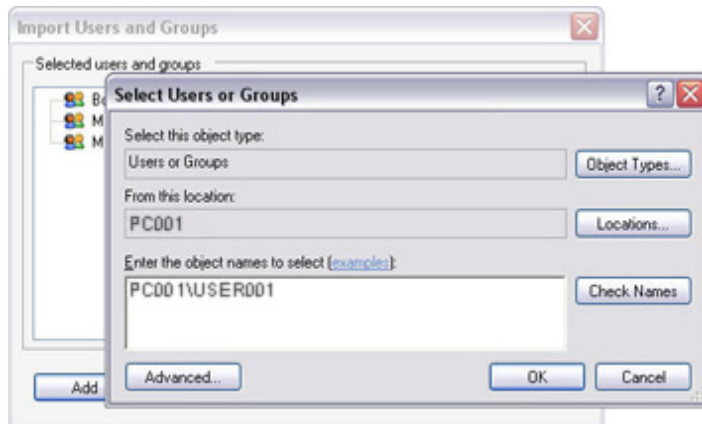 Import Users and Groups
Selected users and groups
Select Users or Groups
Select this object type:
Users or Groups
Object Types...
From this location:
PC001
Locations...
Enter the object names to select (examples):
PC001\USER001
Check Names
Advanced...
OK
Cancel
Add